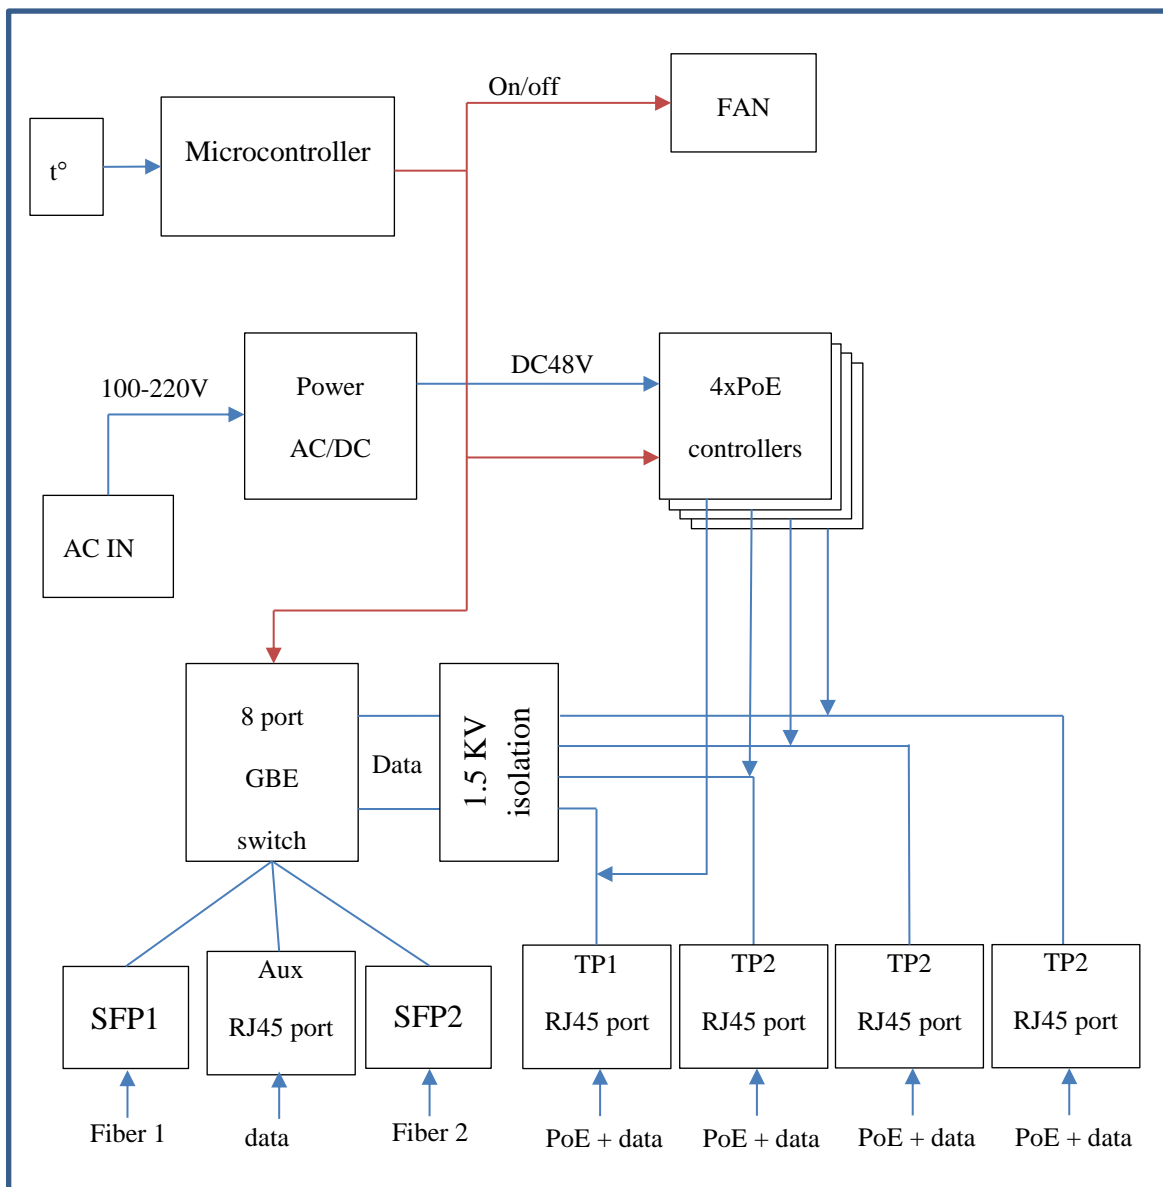 On/off
FAN
Microcontroller
t°
DC48V
100-220V
Power
AC/DC
4xPoE
controllers
AC IN
8 port
GBE
switch
Data
1.5 KV
isolation
SFP1
Aux
RJ45 port
SFP2
TP1
RJ45 port
TP2
RJ45 port
TP2
RJ45 port
TP2
RJ45 port
Fiber 1
data
Fiber 2
PoE + data
PoE + data
PoE + data
PoE + data